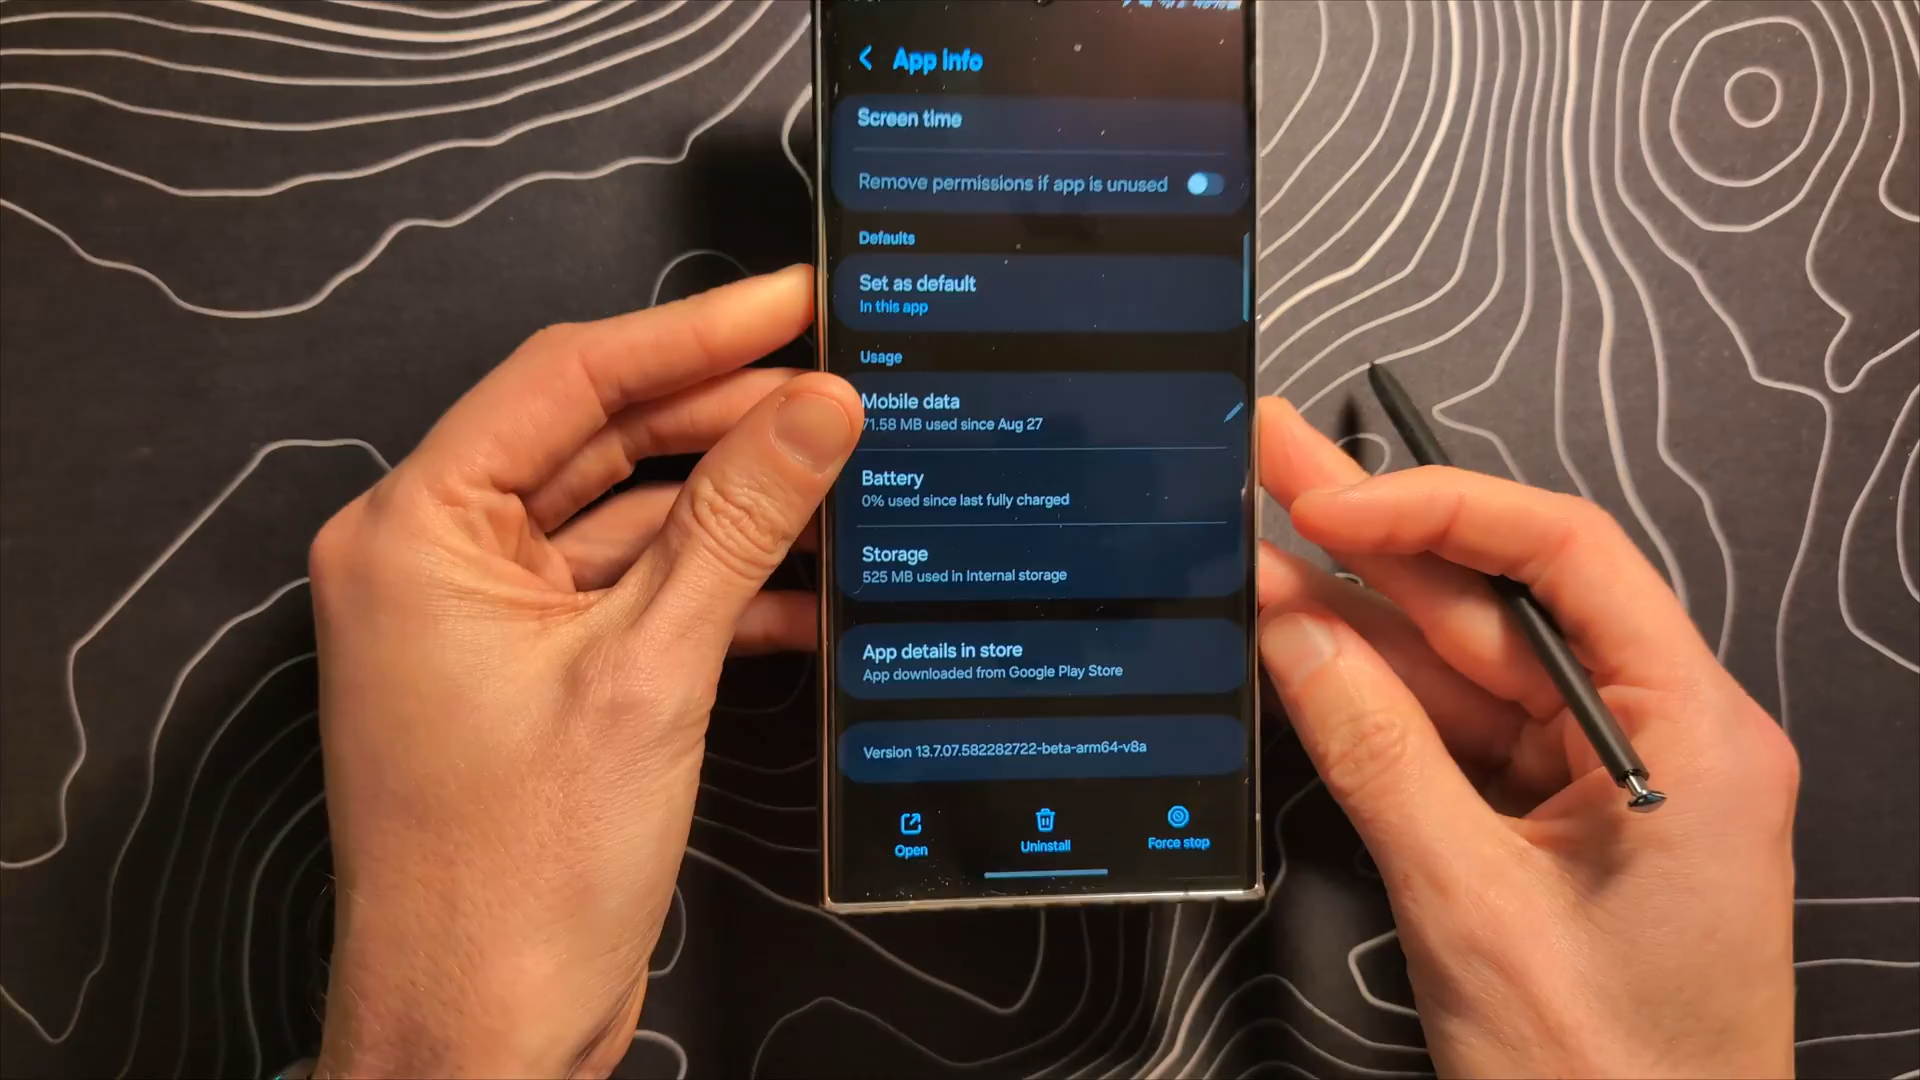 App info
Screen time
Remove permissions if app is unused
Defaults
Set as default
In this app
Usage
Mobile data
71.58 MB used since Aug 27
Battery
0% used since last fully charged
Storage
525 MB used in Internal storage
App details in store
App downloaded from Google Play Store
Version 13.7.07.582282722-beta-arm64-v8a
Open
Uninstall
Force stop